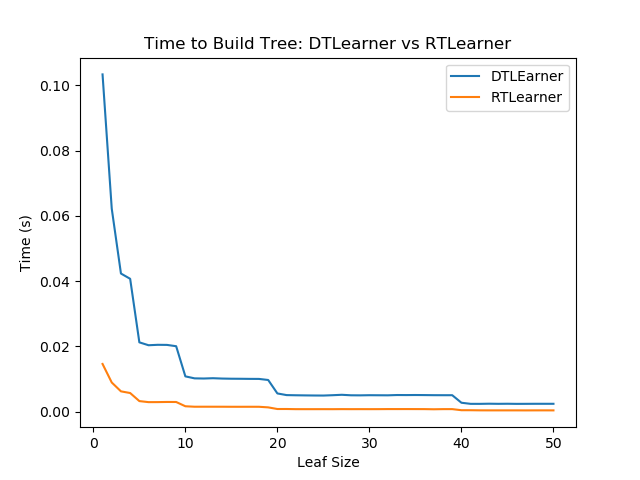 Time to Build Tree: DTLearner vs RTLearner
DTLEarner
RTLearner
Time (s)
0.10
0.08
0.06
0.04
0.02
0.00
0 10 20 30 40 50
Leaf Size